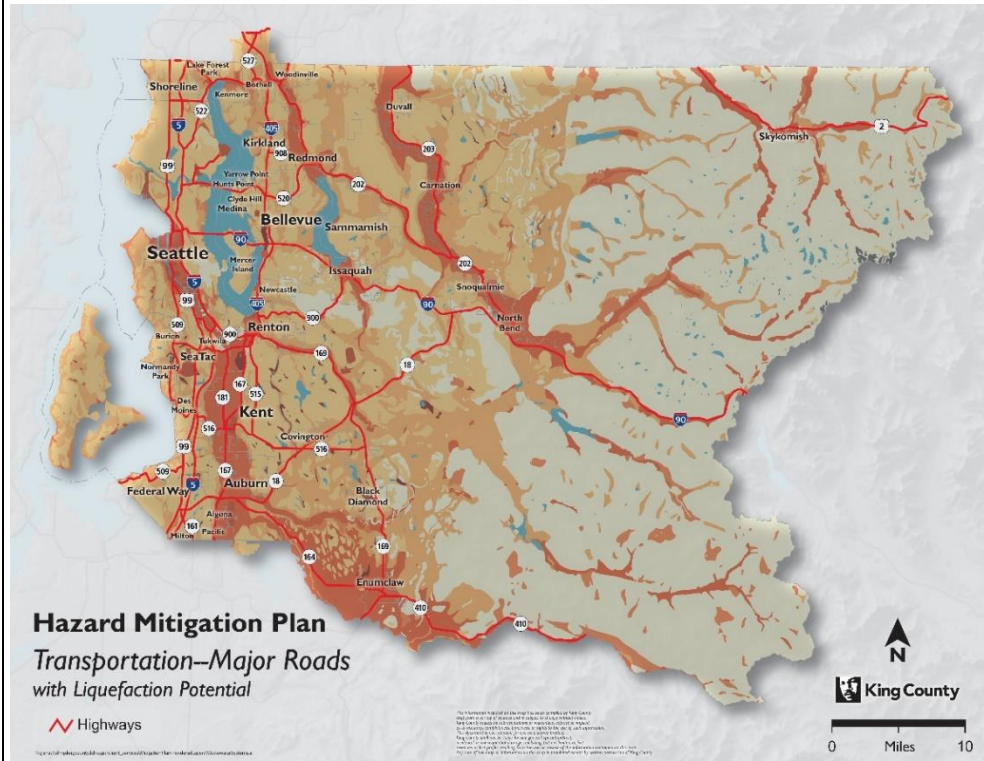 527
Lake Forest
Park
Bothell
Woodinville
Shoreline
Kenmore
522
Duvall
5
405
Kirkland
908
Redmond
99
203
Skykomish
2
Yarrow Point
Hunts Point
202
Carnation
Clyde Hill
520
Medina
Bellevue
Sammamish
Seattle
90
Mercer
Island
Issaquah
202
Snoqualmie
5
99
Newcastle
405
90
North
Bend
509
Burien
Tukwila
900
Renton
900
SeaTac
169
18
Normandy
Park
167
181
515
90
Des
Moines
Kent
516
Covington
516
99
509
167
Federal Way
5
Auburn
18
Black
Diamond
Algona
161
Milton
Pacific
164
169
Enumclaw
410
410
Hazard Mitigation Plan
Transportation--Major Roads
with Liquefaction Potential
Highways
N
King County
0
Miles
10